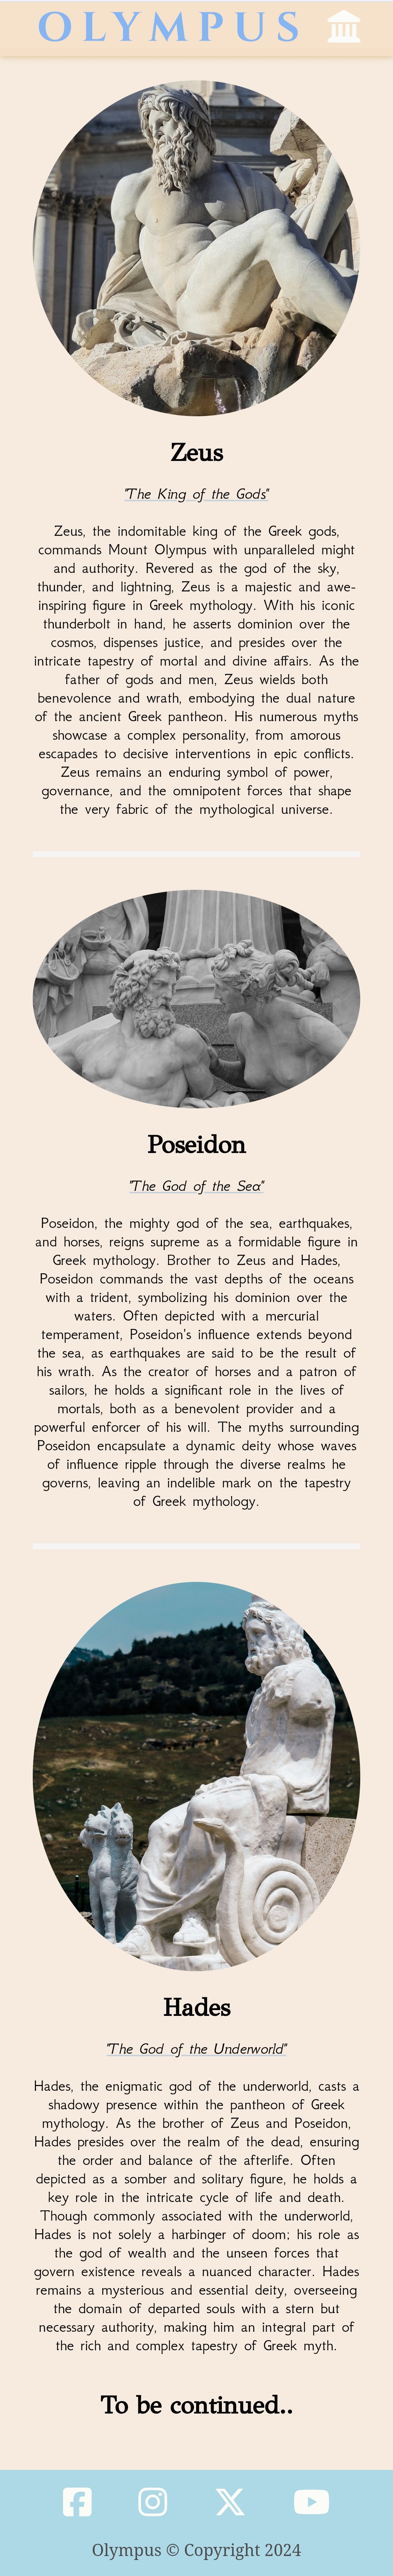 OLYMPUS
Zeus
"The King of the Gods"
Zeus, the indomitable king of the Greek gods,
commands Mount Olympus with unparalleled might
and authority. Revered as the god of the sky,
thunder, and lightning, Zeus is a majestic and awe-
inspiring figure in Greek mythology. With his iconic
thunderbolt in hand, he asserts dominion over the
cosmos, dispenses justice, and presides over the
intricate tapestry of mortal and divine affairs. As the
father of gods and men, Zeus wields both
benevolence and wrath, embodying the dual nature
of the ancient Greek pantheon. His numerous myths
showcase a complex personality, from amorous
escapades to decisive interventions in epic conflicts.
Zeus remains an enduring symbol of power,
governance, and the omnipotent forces that shape
the very fabric of the mythological universe.
Poseidon
"The God of the Sea"
Poseidon, the mighty god of the sea, earthquakes,
and horses, reigns supreme as a formidable figure in
Greek mythology. Brother to Zeus and Hades,
Poseidon commands the vast depths of the oceans
with a trident, symbolizing his dominion over the
waters. Often depicted with a mercurial
temperament, Poseidon's influence extends beyond
the sea, as earthquakes are said to be the result of
his wrath. As the creator of horses and a patron of
sailors, he holds a significant role in the lives of
mortals, both as a benevolent provider and a
powerful enforcer of his will. The myths surrounding
Poseidon encapsulate a dynamic deity whose waves
of influence ripple through the diverse realms he
governs, leaving an indelible mark on the tapestry
of Greek mythology.
Hades
"The God of the Underworld"
Hades, the enigmatic god of the underworld, casts a
shadowy presence within the pantheon of Greek
mythology. As the brother of Zeus and Poseidon,
Hades presides over the realm of the dead, ensuring
the order and balance of the afterlife. Often
depicted as a somber and solitary figure, he holds a
key role in the intricate cycle of life and death.
Though commonly associated with the underworld,
Hades is not solely a harbinger of doom; his role as
the god of wealth and the unseen forces that
govern existence reveals a nuanced character. Hades
remains a mysterious and essential deity, overseeing
the domain of departed souls with a stern but
necessary authority, making him an integral part of
the rich and complex tapestry of Greek myth.
To be continued..
Olympus © Copyright 2024